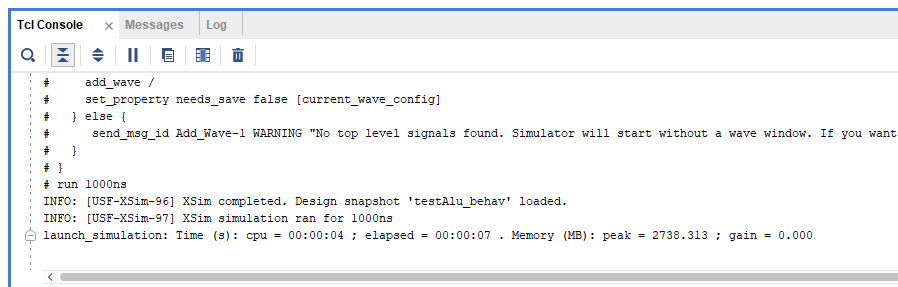 Tcl Console × Messages Log
#     add_wave /
#     set_property needs_save false [current_wave_config]
#   } else {
#      send_msg_id Add_Wave-1 WARNING "No top level signals found. Simulator will start without a wave window. If you want
#   }
# }
# run 1000ns
INFO: [USF-XSim-96] XSim completed. Design snapshot 'testAlu_behav' loaded.
INFO: [USF-XSim-97] XSim simulation ran for 1000ns
launch_simulation: Time (s): cpu = 00:00:04 ; elapsed = 00:00:07 . Memory (MB): peak = 2738.313 ; gain = 0.000